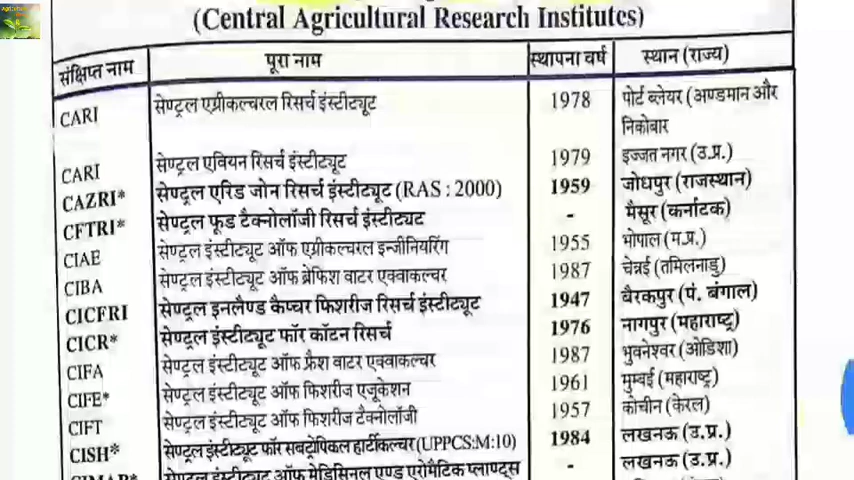 (Central Agricultural Research Institutes)
संक्षिप्त नाम पूरा नाम स्थापना वर्ष स्थान (राज्य)
CARI सेण्ट्रल एग्रीकल्चरल रिसर्च इंस्टीट्यूट 1978 पोर्ट ब्लेयर (अण्डमान और
निकोबार
CARI सेण्ट्रल एवियन रिसर्च इंस्टीट्यूट 1979 इज्जत नगर (उ.प्र.)
CAZRI* सेण्ट्रल एरिड जोन रिसर्च इंस्टीट्यूट (RAS : 2000) 1959 जोधपुर (राजस्थान)
CFTRI* सेण्ट्रल फूड टैक्नोलॉजी रिसर्च इंस्टीट्यूट - मैसूर (कर्नाटक)
CIAE सेण्ट्रल इंस्टीट्यूट ऑफ एग्रीकल्चरल इन्जीनियरिंग 1955 भोपाल (म.प्र.)
CIBA सेण्ट्रल इंस्टीट्यूट ऑफ ब्रेफिश वाटर एक्वाकल्चर 1987 चेन्नई (तमिलनाडु)
CICFRI सेण्ट्रल इनलैण्ड कैप्चर फिशरीज रिसर्च इंस्टीट्यूट 1947 बैरकपुर (पं. बंगाल)
CICR* सेण्ट्रल इंस्टीट्यूट फॉर कॉटन रिसर्च 1976 नागपुर (महाराष्ट्र)
CIFA सेण्ट्रल इंस्टीट्यूट ऑफ फ्रैश वाटर एक्वाकल्चर 1987 भुवनेश्वर (ओडिशा)
CIFE* सेण्ट्रल इंस्टीट्यूट ऑफ फिशरीज एजूकेशन 1961 मुम्बई (महाराष्ट्र)
CIFT सेण्ट्रल इंस्टीट्यूट ऑफ फिशरीज टैक्नोलॉजी 1957 कोचीन (केरल)
CISH* सेण्ट्रल इंस्टीट्यूट फॉर सबट्रोपिकल हार्टीकल्चर (UPPCS:M:10) 1984 लखनऊ (उ.प्र.)
CIMAP* सेण्ट्रल इंस्टीट्यूट ऑफ मेडिसिनल एण्ड एरोमैटिक प्लाण्ट्स - लखनऊ (उ.प्र.)